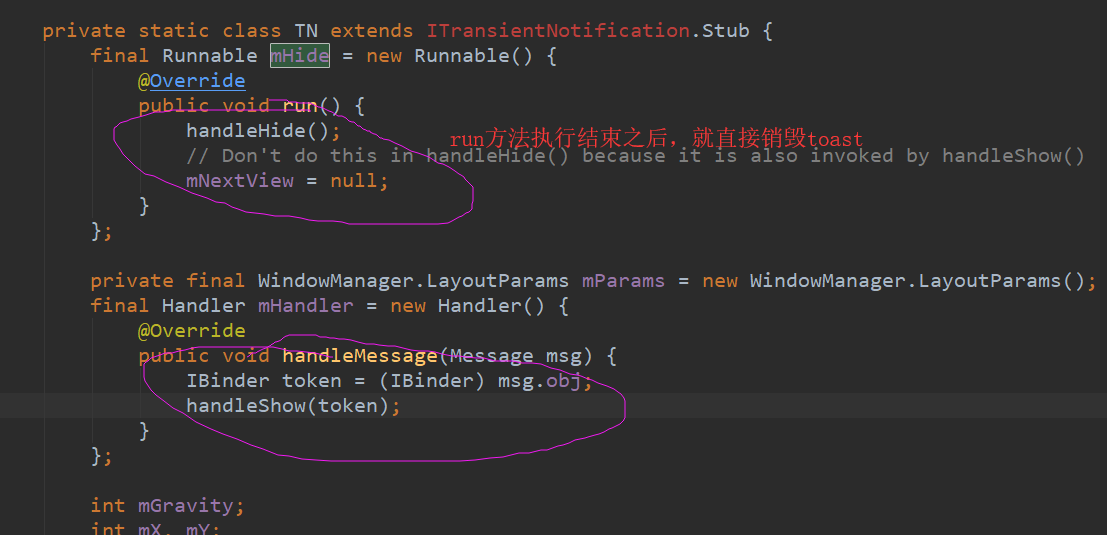 private static class TN extends ITransientNotification.Stub {
final Runnable mHide = new Runnable() {
@Override
public void run() {
handleHide();
run方法执行结束之后，就直接销毁toast
// Don't do this in handleHide() because it is also invoked by handleShow()
mNextView = null;
}
};
private final WindowManager.LayoutParams mParams = new WindowManager.LayoutParams();
final Handler mHandler = new Handler() {
@Override
public void handleMessage(Message msg) {
IBinder token = (IBinder) msg.obj;
handleShow(token);
}
};
int mGravity;
int mX, mY;